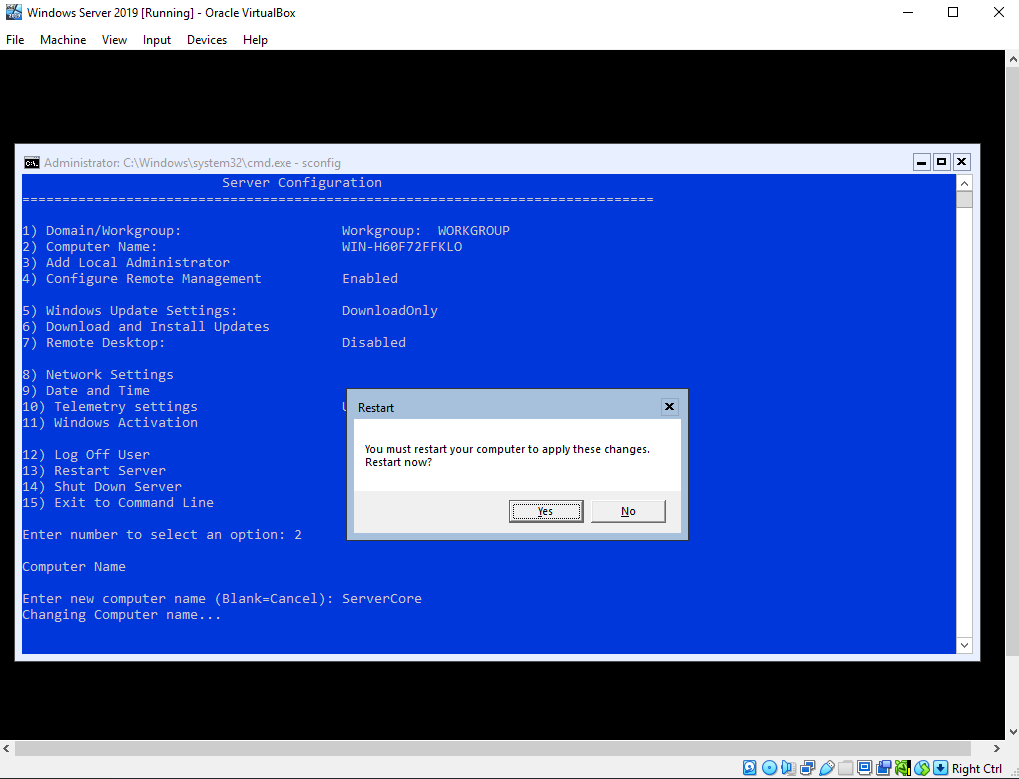 Windows Server 2019 [Running] - Oracle VirtualBox
File Machine View Input Devices Help
Administrator: C:\Windows\system32\cmd.exe - sconfig
Server Configuration
===============================================================================
1) Domain/Workgroup: Workgroup: WORKGROUP
2) Computer Name: WIN-H60F72FFKLO
3) Add Local Administrator
4) Configure Remote Management Enabled
5) Windows Update Settings: DownloadOnly
6) Download and Install Updates
7) Remote Desktop: Disabled
8) Network Settings
9) Date and Time
10) Telemetry settings
11) Windows Activation
12) Log Off User
13) Restart Server
14) Shut Down Server
15) Exit to Command Line
Enter number to select an option: 2
Computer Name
Enter new computer name (Blank=Cancel): ServerCore
Changing Computer name...
Restart
You must restart your computer to apply these changes.
Restart now?
Yes No
Right Ctrl